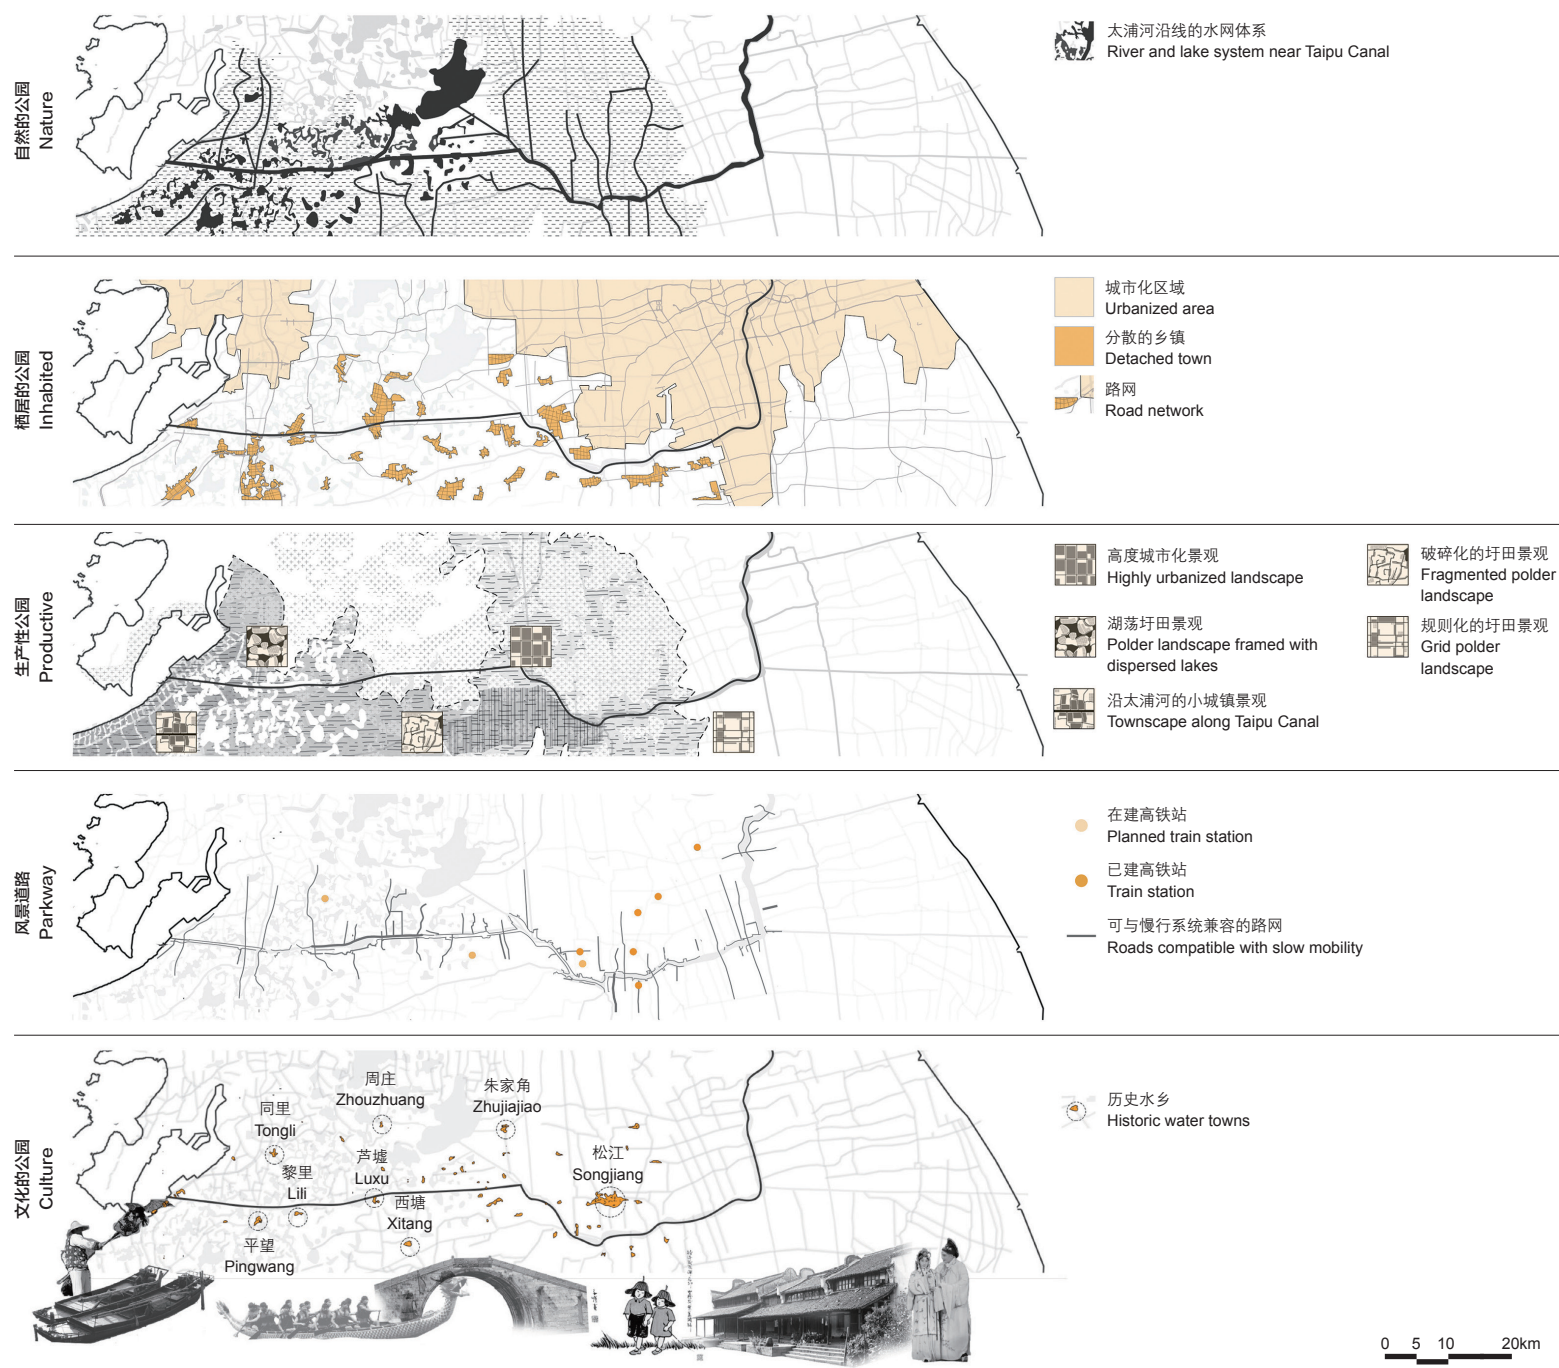 自然的公园
Nature
太浦河沿线的水网体系
River and lake system near Taipu Canal
栖居的公园
Inhabited
城市化区域
Urbanized area
分散的乡镇
Detached town
路网
Road network
生产性公园
Productive
高度城市化景观
Highly urbanized landscape
湖荡圩田景观
Polder landscape framed with
dispersed lakes
沿太浦河的小城镇景观
Townscape along Taipu Canal
破碎化的圩田景观
Fragmented polder
landscape
规则化的圩田景观
Grid polder
landscape
风景道路
Parkway
在建高铁站
Planned train station
已建高铁站
Train station
可与慢行系统兼容的路网
Roads compatible with slow mobility
文化的公园
Culture
周庄
Zhouzhuang
朱家角
Zhujiajiao
同里
Tongli
松江
Songjiang
芦墟
Luxu
黎里
Lili
西塘
Xitang
平望
Pingwang
历史水乡
Historic water towns
0 5 10 20km